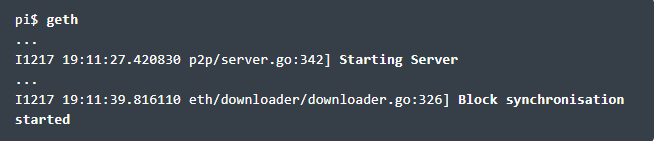 pi$ geth
...
I1217 19:11:27.420830 p2p/server.go:342] Starting Server
...
I1217 19:11:39.816110 eth/downloader/downloader.go:326] Block synchronisation
started